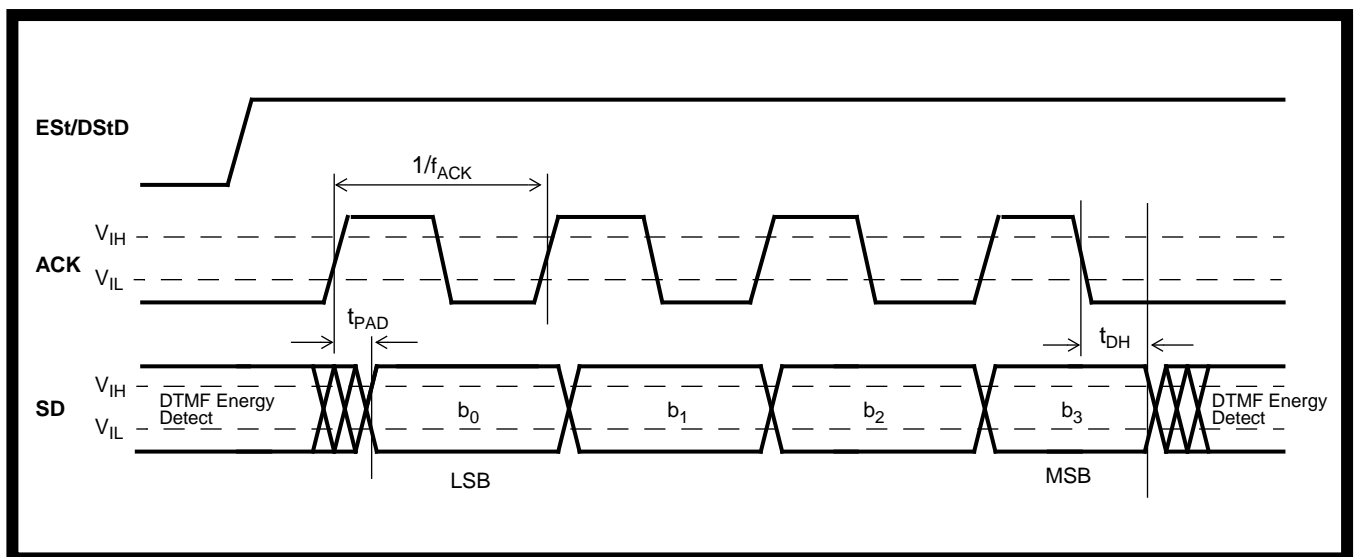 ESt/DStD
1/fACK
VIH
ACK
VIL
tPAD
tDH
VIH
SD
DTMF Energy
Detect
b0
b1
b2
b3
DTMF Energy
Detect
VIL
LSB
MSB